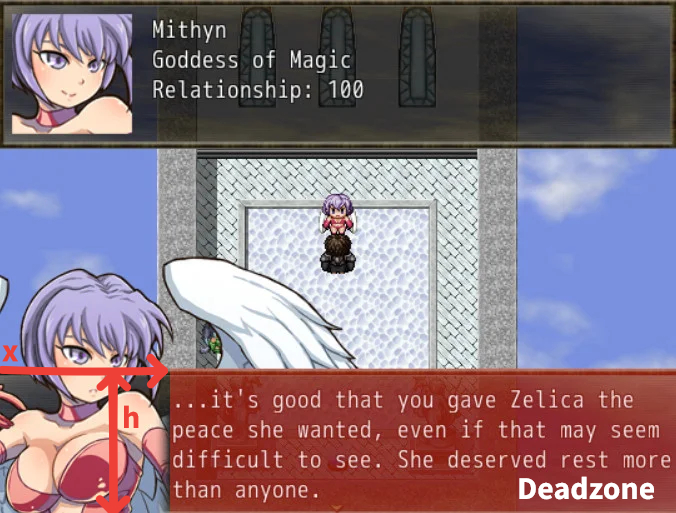 Mithyn
Goddess of Magic
Relationship: 100
x
h
...it's good that you gave Zelica the
peace she wanted, even if that may seem
difficult to see. She deserved rest more
than anyone.
Deadzone